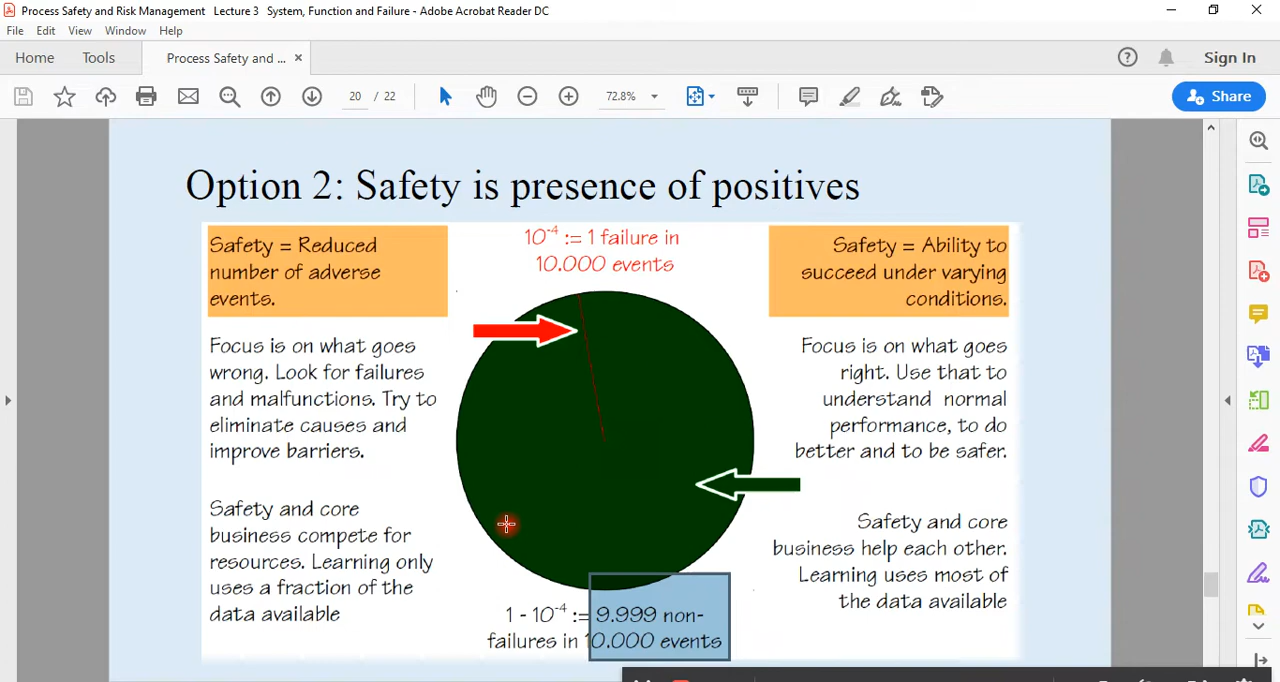 Process Safety and Risk Management   Lecture 3   System, Function and Failure - Adobe Acrobat Reader DC
File Edit View Window Help
Home Tools Process Safety and ... ×
Sign In
20 / 22
72.8%
Share
Option 2: Safety is presence of positives
Safety = Reduced
number of adverse
events.
Focus is on what goes
wrong. Look for failures
and malfunctions. Try to
eliminate causes and
improve barriers.
Safety and core
business compete for
resources. Learning only
uses a fraction of the
data available
10⁻⁴ := 1 failure in
10.000 events
1 - 10⁻⁴ := 9.999 non-
failures in 10.000 events
Safety = Ability to
succeed under varying
conditions.
Focus is on what goes
right. Use that to
understand normal
performance, to do
better and to be safer.
Safety and core
business help each other.
Learning uses most of
the data available